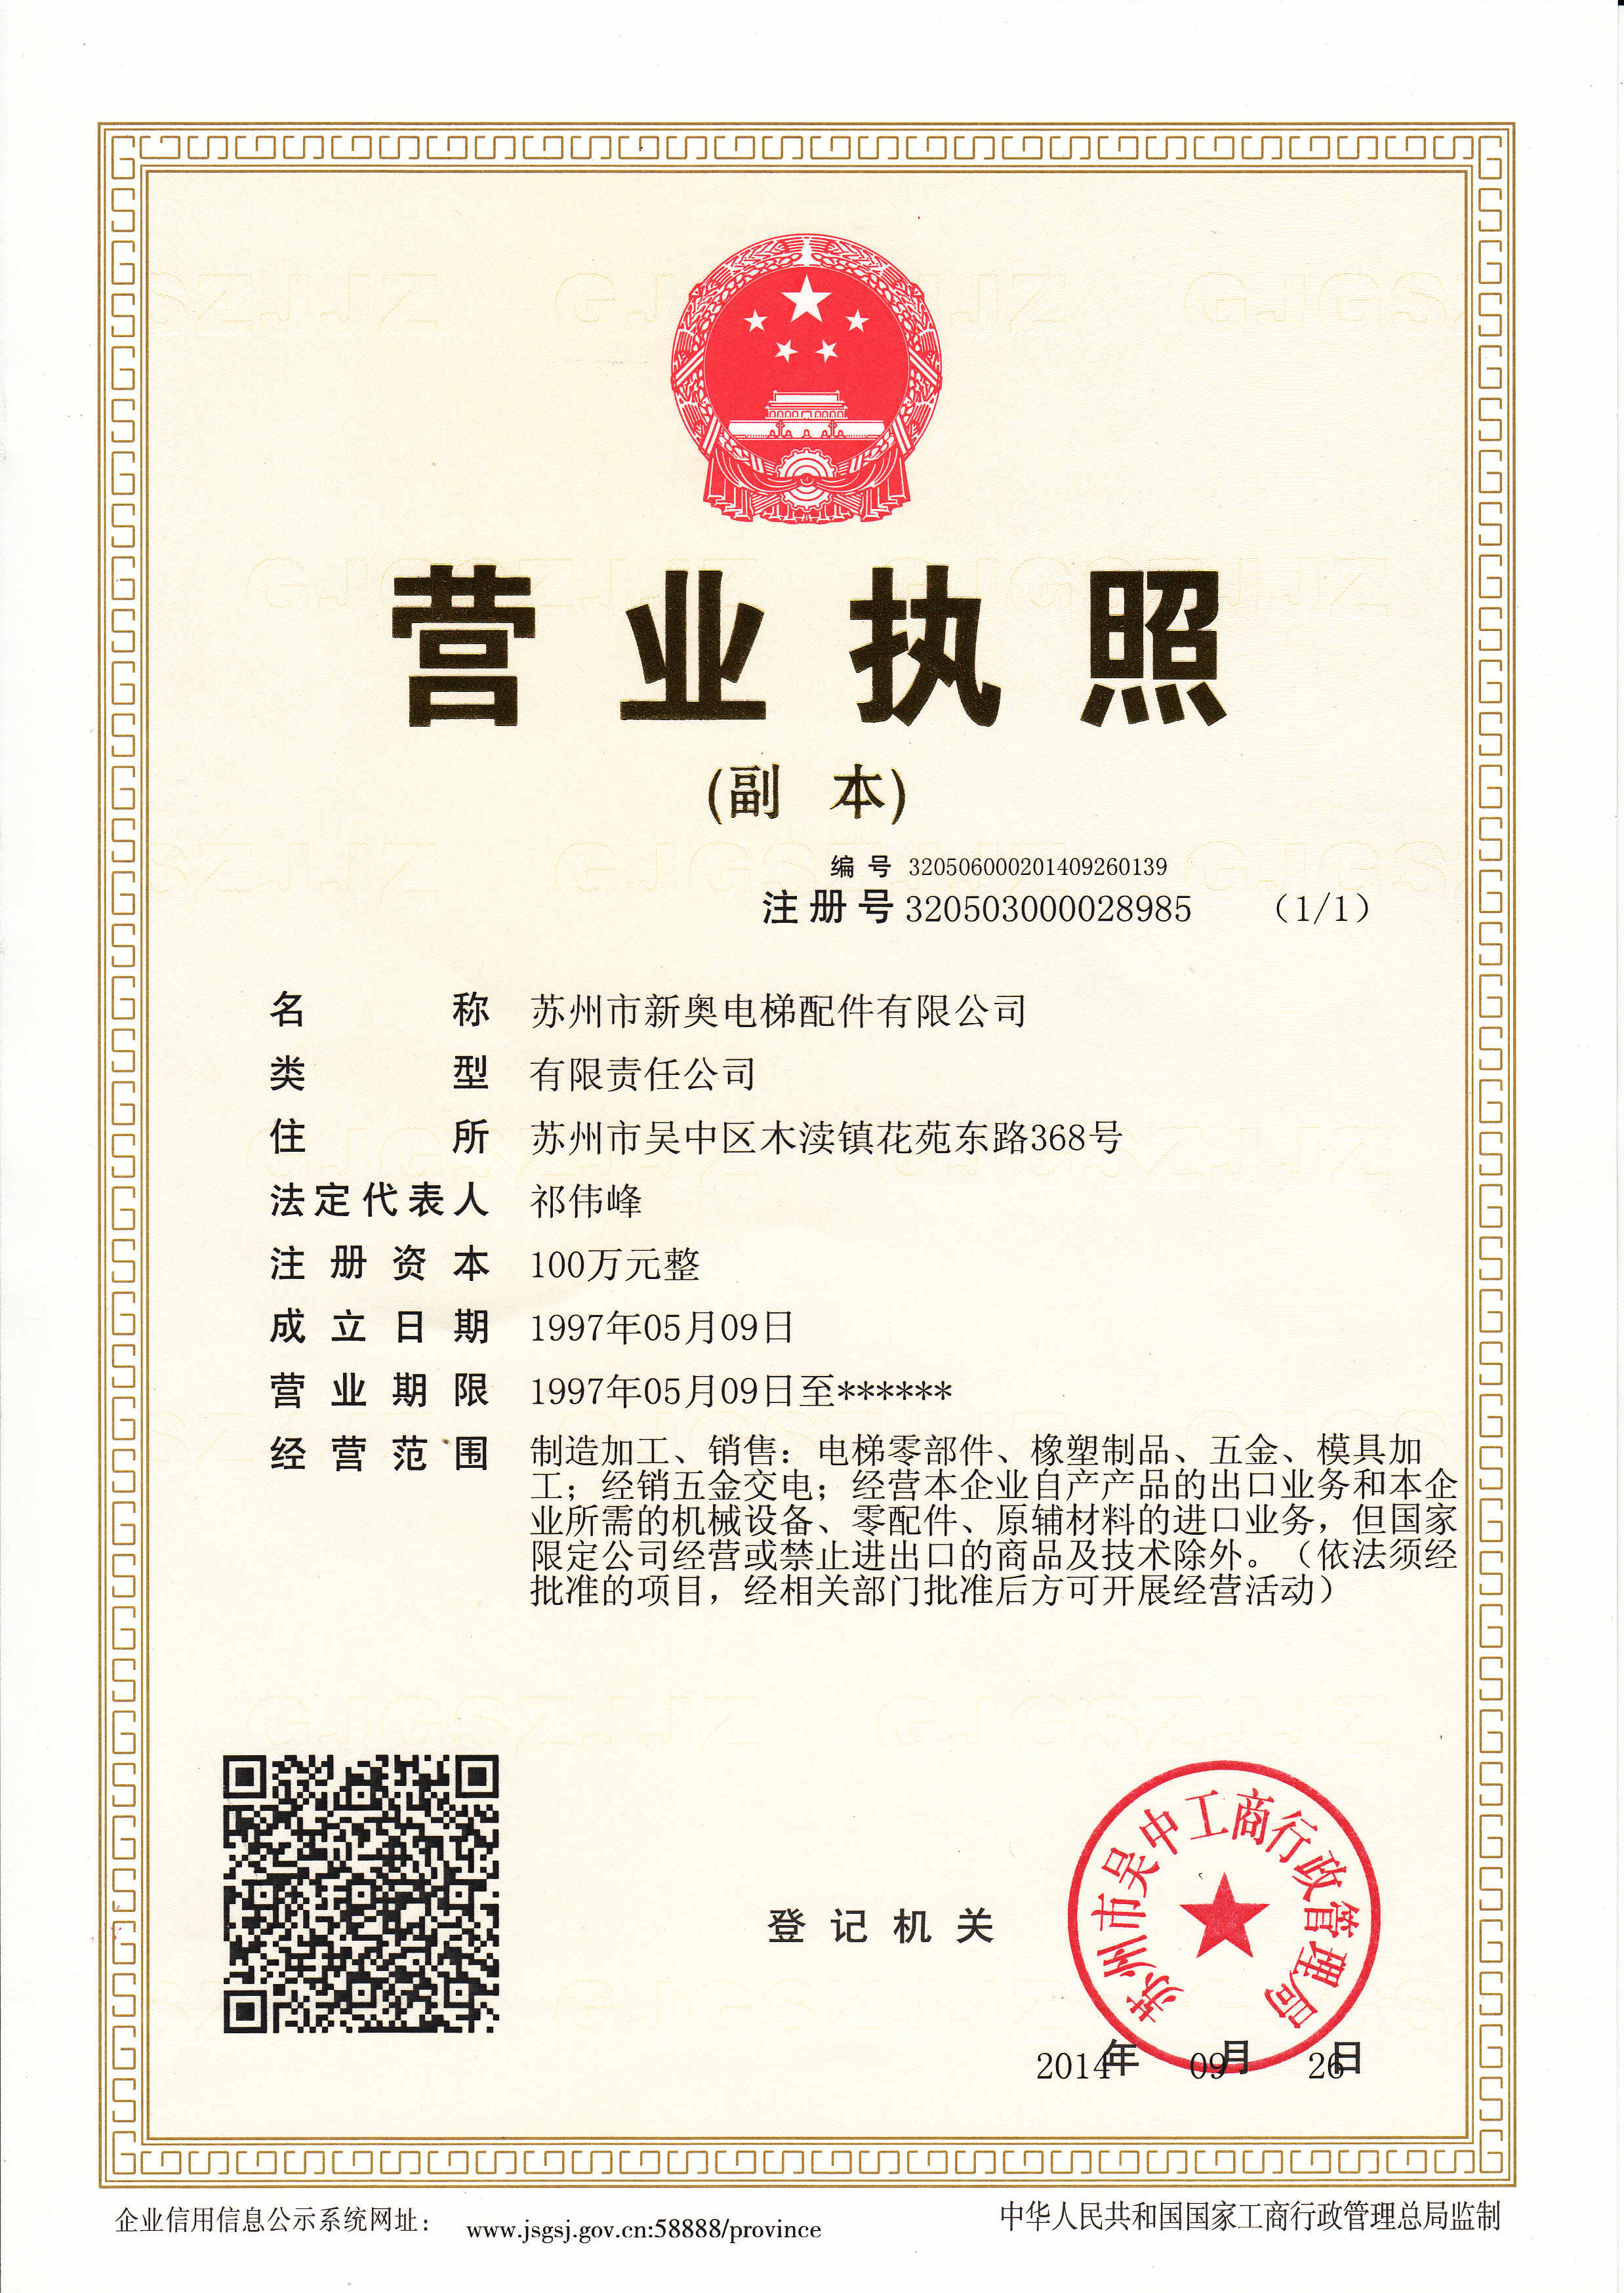 营业执照
(副 本)
编 号 320506000201409260139
注 册 号 320503000028985 （1/1）
名 称 苏州市新奥电梯配件有限公司
类 型 有限责任公司
住 所 苏州市吴中区木渎镇花苑东路368号
法定代表人 祁伟峰
注 册 资 本 100万元整
成 立 日 期 1997年05月09日
营 业 期 限 1997年05月09日至******
经 营 范 围 制造加工、销售：电梯零部件、橡塑制品、五金、模具加
工；经销五金交电；经营本企业自产产品的出口业务和本企
业所需的机械设备、零配件、原辅材料的进口业务，但国家
限定公司经营或禁止进出口的商品及技术除外。（依法须经
批准的项目，经相关部门批准后方可开展经营活动）
登 记 机 关
苏州市吴中工商行政管理局
2014年 09月 26日
企业信用信息公示系统网址： www.jsgsj.gov.cn:58888/province
中华人民共和国国家工商行政管理总局监制